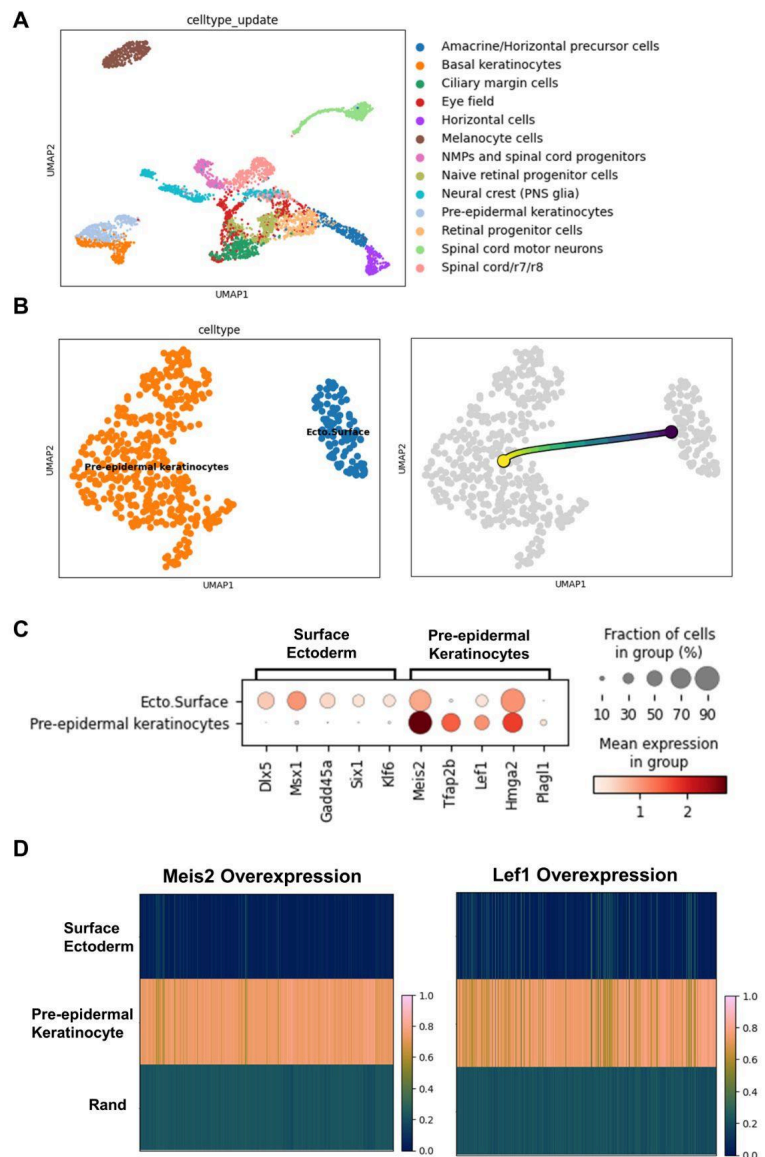 A
celltype_update
UMAP2
UMAP1
Amacrine/Horizontal precursor cells
Basal keratinocytes
Ciliary margin cells
Eye field
Horizontal cells
Melanocyte cells
NMPs and spinal cord progenitors
Naive retinal progenitor cells
Neural crest (PNS glia)
Pre-epidermal keratinocytes
Retinal progenitor cells
Spinal cord motor neurons
Spinal cord/r7/r8
B
celltype
UMAP2
Ecto.Surface
Pre-epidermal keratinocytes
UMAP1
UMAP2
UMAP1
C
Surface
Ectoderm
Pre-epidermal
Keratinocytes
Ecto.Surface
Pre-epidermal keratinocytes
Dlx5
Msx1
Gadd45a
Six1
Klf6
Meis2
Tfap2b
Lef1
Hmga2
Plagl1
Fraction of cells
in group (%)
10 30 50 70 90
Mean expression
in group
1 2
D
Meis2 Overexpression
Lef1 Overexpression
Surface
Ectoderm
Pre-epidermal
Keratinocyte
Rand
1.0
0.8
0.6
0.4
0.2
0.0
1.0
0.8
0.6
0.4
0.2
0.0